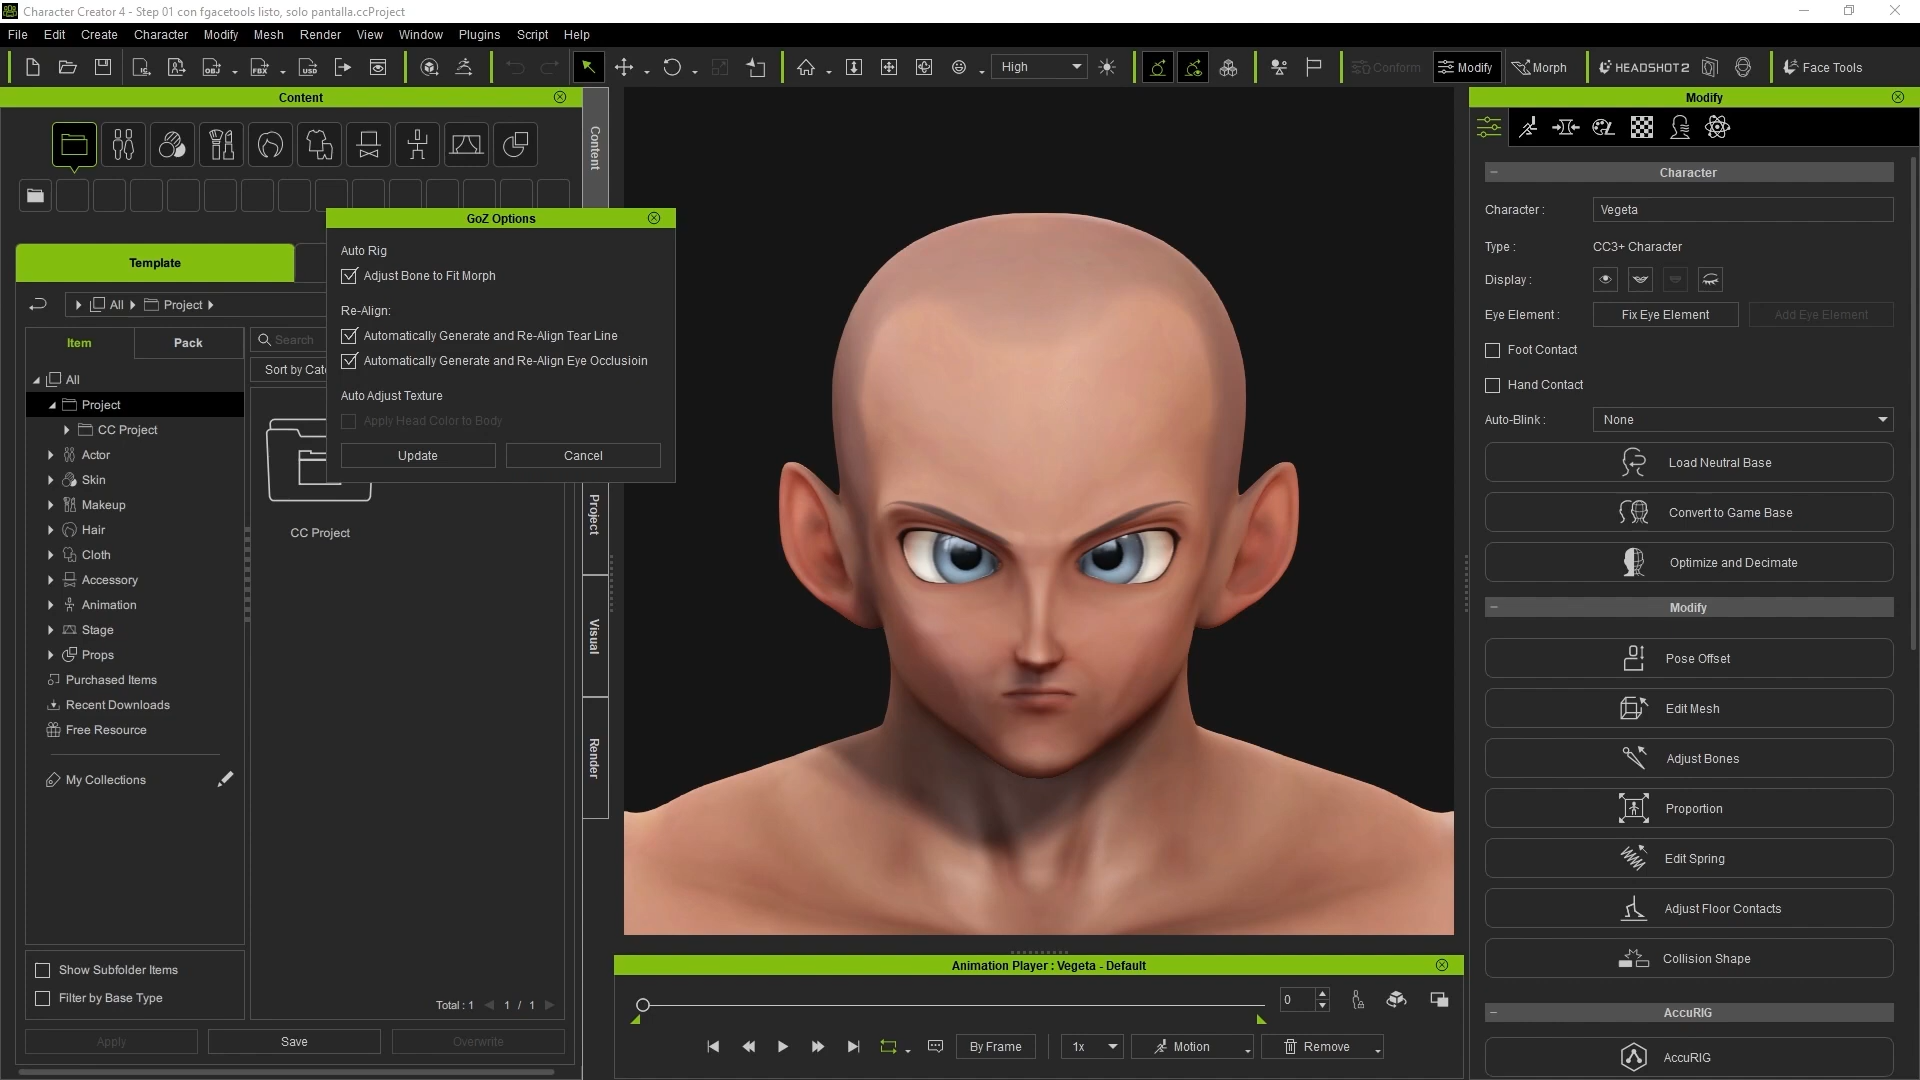 Character Creator 4 - Step 01 con fgacetools listo, solo pantalla.ccProject
File Edit Create Character Modify Mesh Render View Window Plugins Script Help
High
Conform
Modify
Morph
HEADSHOT 2
Face Tools
Content
Content
Project
Visual
Render
Template
All
Project
Item
Pack
Search
All
Project
CC Project
Actor
Skin
Makeup
Hair
Cloth
Accessory
Animation
Stage
Props
Purchased Items
Recent Downloads
Free Resource
My Collections
CC Project
Show Subfolder Items
Filter by Base Type
Total : 1
1 / 1
Apply
Save
Overwrite
GoZ Options
Auto Rig
Adjust Bone to Fit Morph
Re-Align:
Automatically Generate and Re-Align Tear Line
Automatically Generate and Re-Align Eye Occlusioin
Auto Adjust Texture
Apply Head Color to Body
Update
Cancel
Animation Player : Vegeta - Default
0
By Frame
1x
Motion
Remove
Modify
Character
Character :
Vegeta
Type :
CC3+ Character
Display :
Eye Element :
Fix Eye Element
Add Eye Element
Foot Contact
Hand Contact
Auto-Blink :
None
Load Neutral Base
Convert to Game Base
Optimize and Decimate
Modify
Pose Offset
Edit Mesh
Adjust Bones
Proportion
Edit Spring
Adjust Floor Contacts
Collision Shape
AccuRIG
AccuRIG